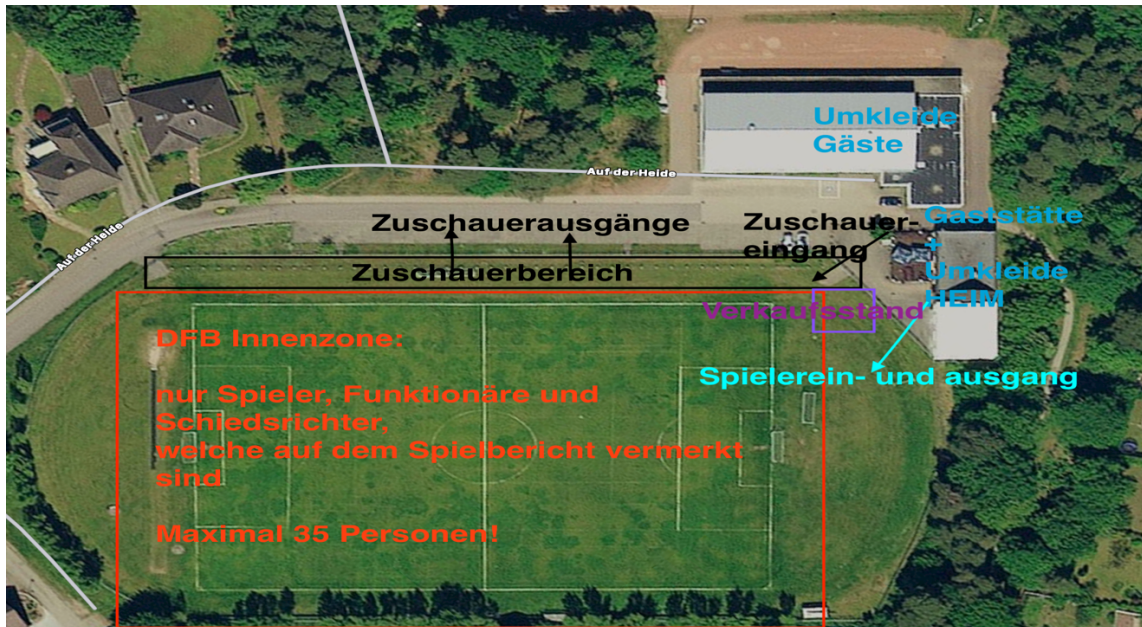 Umkleide
Gäste
Auf der Heide
Auf der Heide
Zuschauerausgänge
Zuschauer-
eingang
Gaststätte
+
Umkleide
HEIM
Zuschauerbereich
Verkaufsstand
DFB Innenzone:
nur Spieler, Funktionäre und
Schiedsrichter,
welche auf dem Spielbericht vermerkt
sind
Maximal 35 Personen!
Spielerein- und ausgang